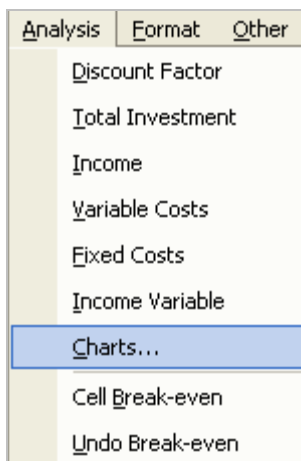 Analysis Format Other
Discount Factor
Total Investment
Income
Variable Costs
Fixed Costs
Income Variable
Charts...
Cell Break-even
Undo Break-even